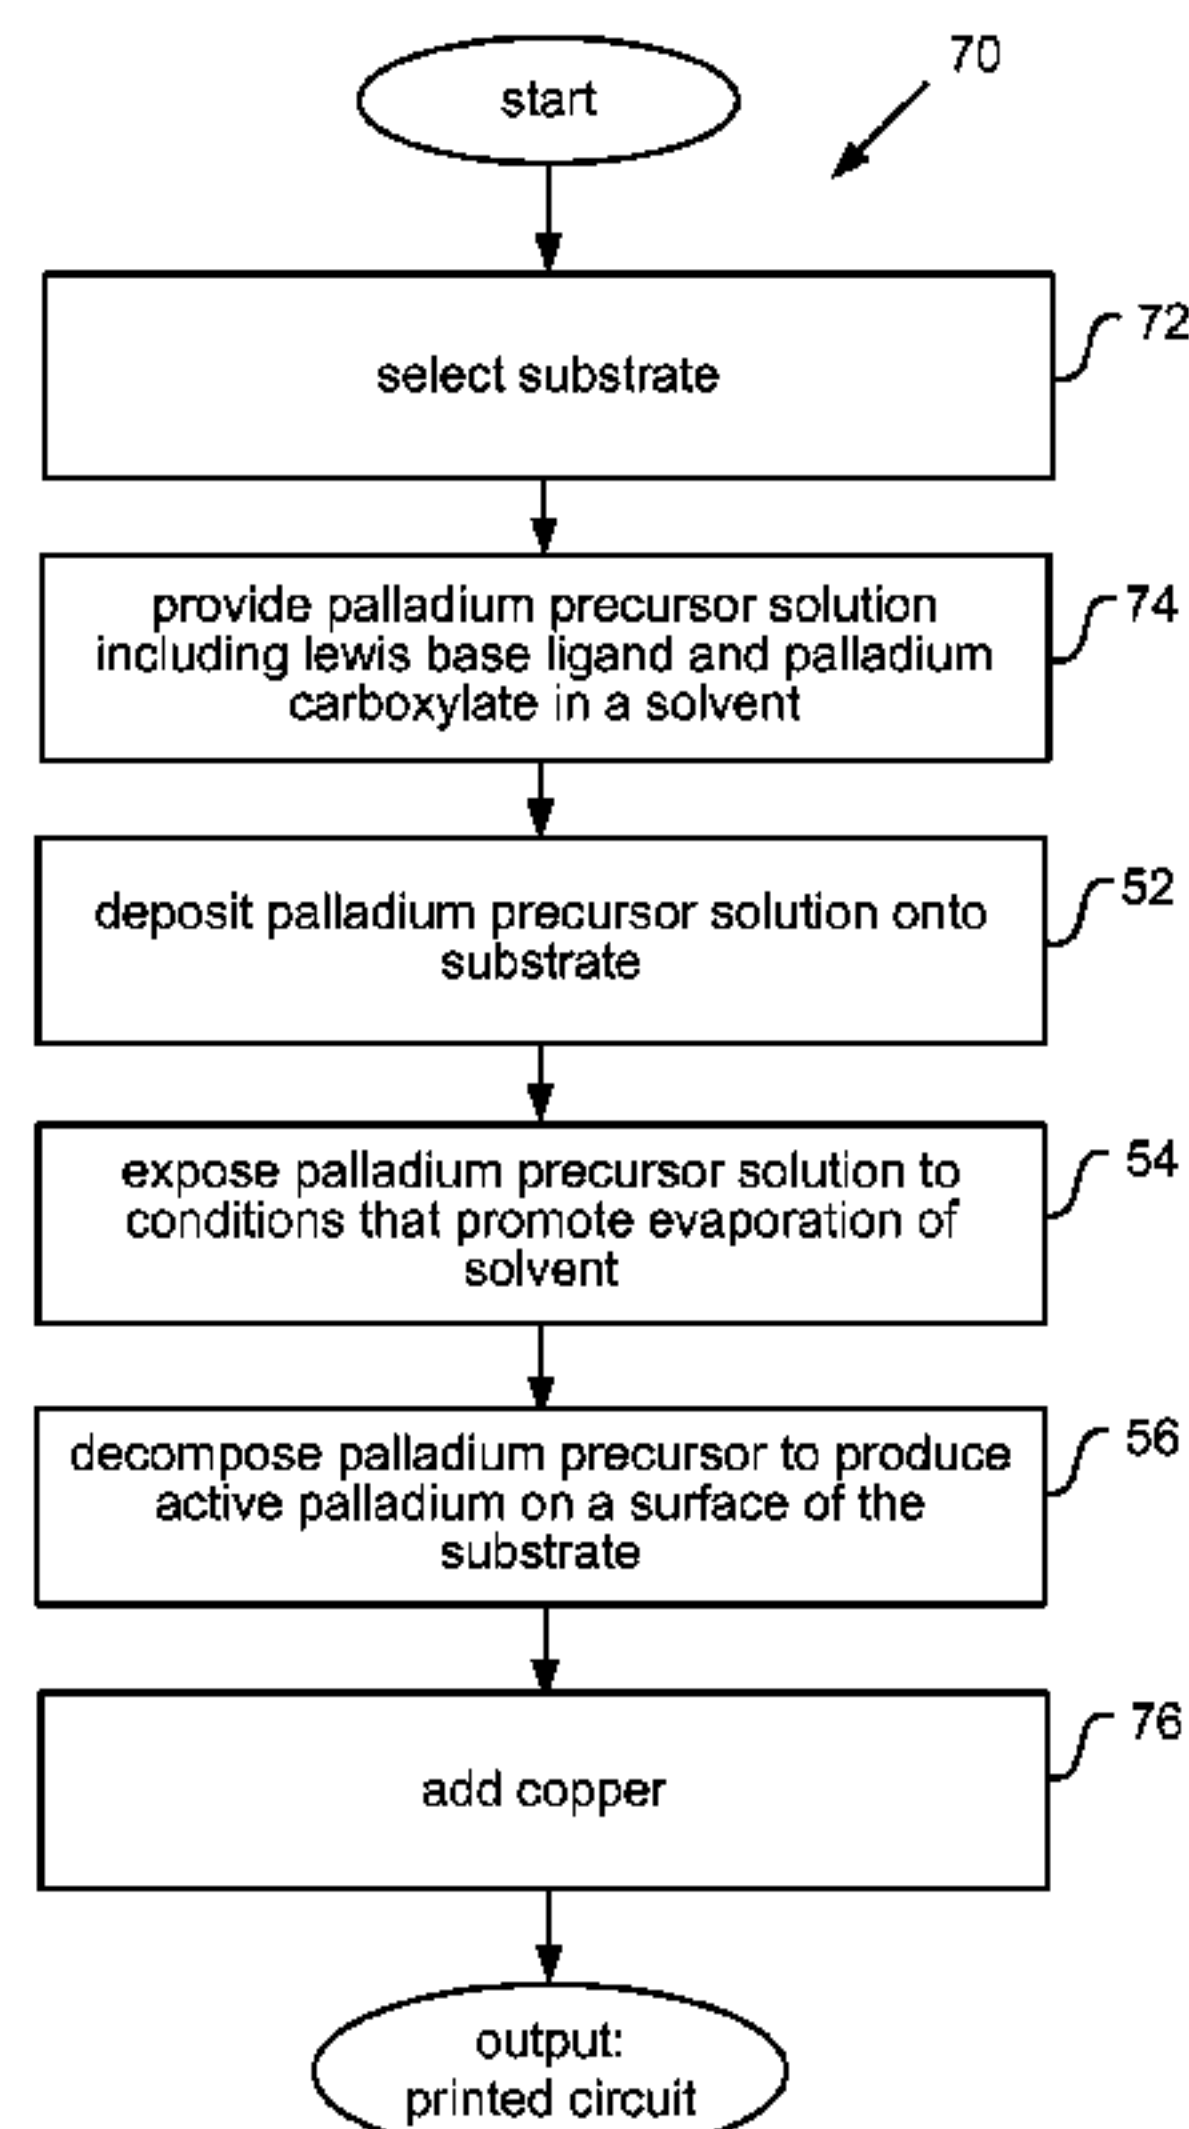 start
70
select substrate
72
provide palladium precursor solution
including lewis base ligand and palladium
carboxylate in a solvent
74
deposit palladium precursor solution onto
substrate
52
expose palladium precursor solution to
conditions that promote evaporation of
solvent
54
decompose palladium precursor to produce
active palladium on a surface of the
substrate
56
add copper
76
output:
printed circuit